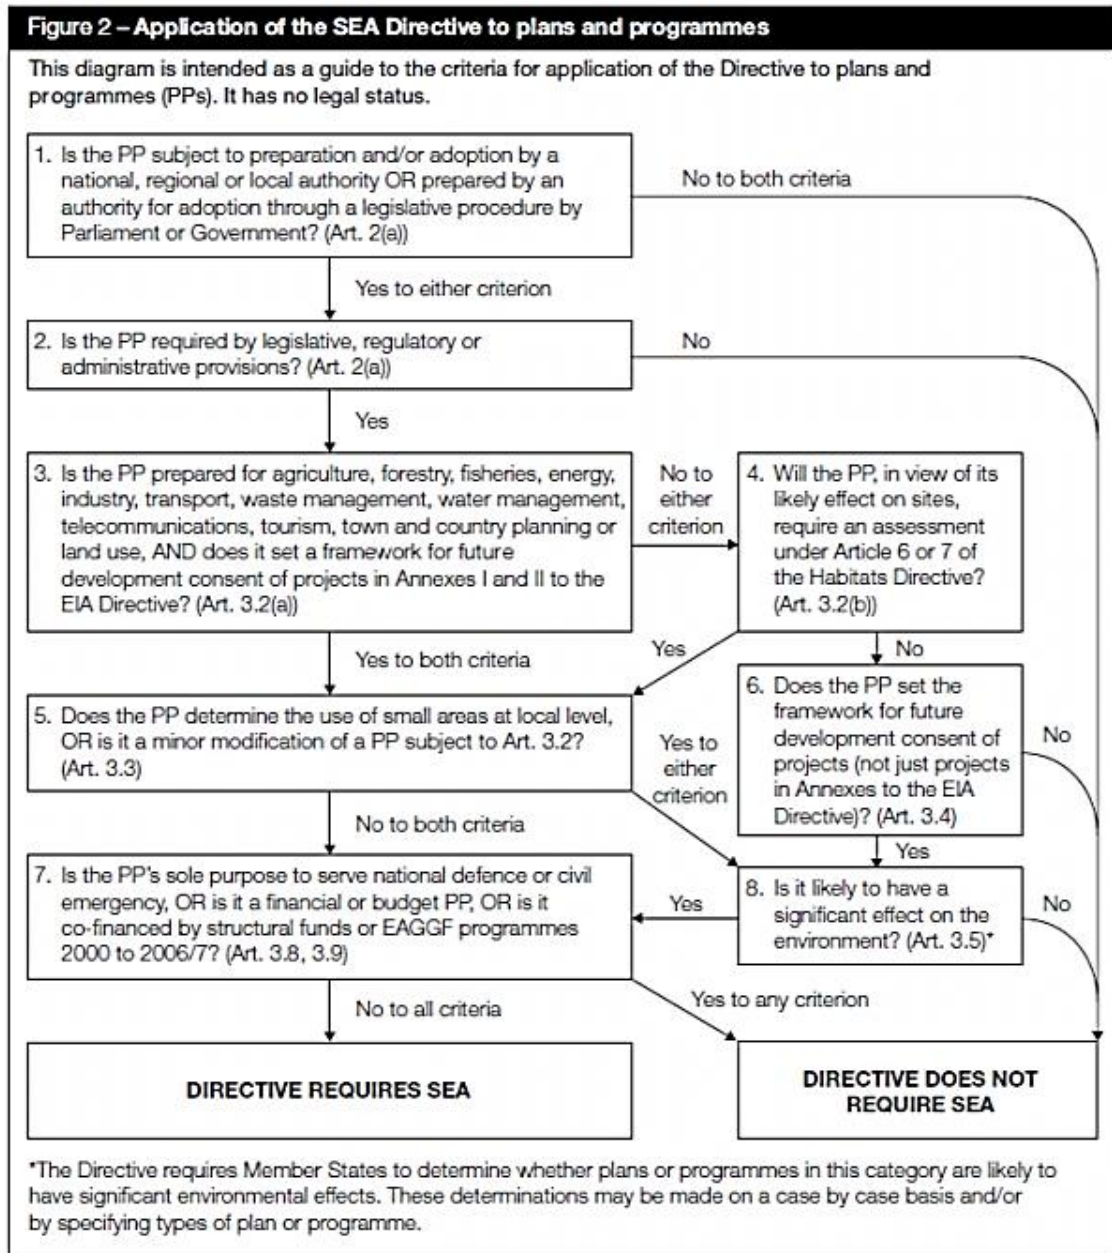 Figure 2 – Application of the SEA Directive to plans and programmes
This diagram is intended as a guide to the criteria for application of the Directive to plans and
programmes (PPs). It has no legal status.
1. Is the PP subject to preparation and/or adoption by a
national, regional or local authority OR prepared by an
authority for adoption through a legislative procedure by
Parliament or Government? (Art. 2(a))
No to both criteria
Yes to either criterion
2. Is the PP required by legislative, regulatory or
administrative provisions? (Art. 2(a))
No
Yes
3. Is the PP prepared for agriculture, forestry, fisheries, energy,
industry, transport, waste management, water management,
telecommunications, tourism, town and country planning or
land use, AND does it set a framework for future
development consent of projects in Annexes I and II to the
EIA Directive? (Art. 3.2(a))
No to
either
criterion
4. Will the PP, in view of its
likely effect on sites,
require an assessment
under Article 6 or 7 of
the Habitats Directive?
(Art. 3.2(b))
Yes to both criteria
Yes
No
5. Does the PP determine the use of small areas at local level,
OR is it a minor modification of a PP subject to Art. 3.2?
(Art. 3.3)
Yes to
either
criterion
6. Does the PP set the
framework for future
development consent of
projects (not just projects
in Annexes to the EIA
Directive)? (Art. 3.4)
No
No to both criteria
Yes
7. Is the PP's sole purpose to serve national defence or civil
emergency, OR is it a financial or budget PP, OR is it
co-financed by structural funds or EAGGF programmes
2000 to 2006/7? (Art. 3.8, 3.9)
Yes
8. Is it likely to have a
significant effect on the
environment? (Art. 3.5)*
No
No to all criteria
Yes to any criterion
DIRECTIVE REQUIRES SEA
DIRECTIVE DOES NOT
REQUIRE SEA
*The Directive requires Member States to determine whether plans or programmes in this category are likely to
have significant environmental effects. These determinations may be made on a case by case basis and/or
by specifying types of plan or programme.